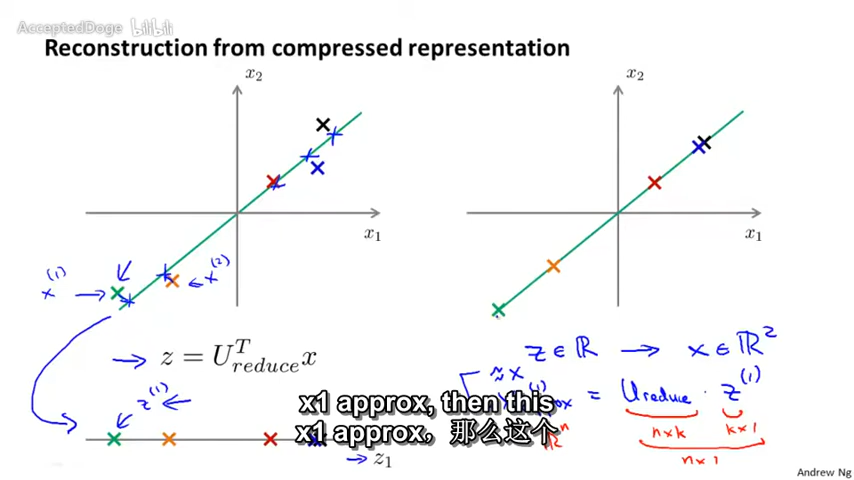 AcceptedDoge bilibili
Reconstruction from compressed representation
x₂
x₂
x₁
x₁
x⁽¹⁾
x⁽²⁾
z = Uᵀreduce x
z ∈ ℝ → x ∈ ℝ²
≈ x
= Ureduce · z⁽¹⁾
n×k
k×1
n×1
z⁽¹⁾
z₁
x1 approx, then this
x1 approx，那么这个
Andrew Ng